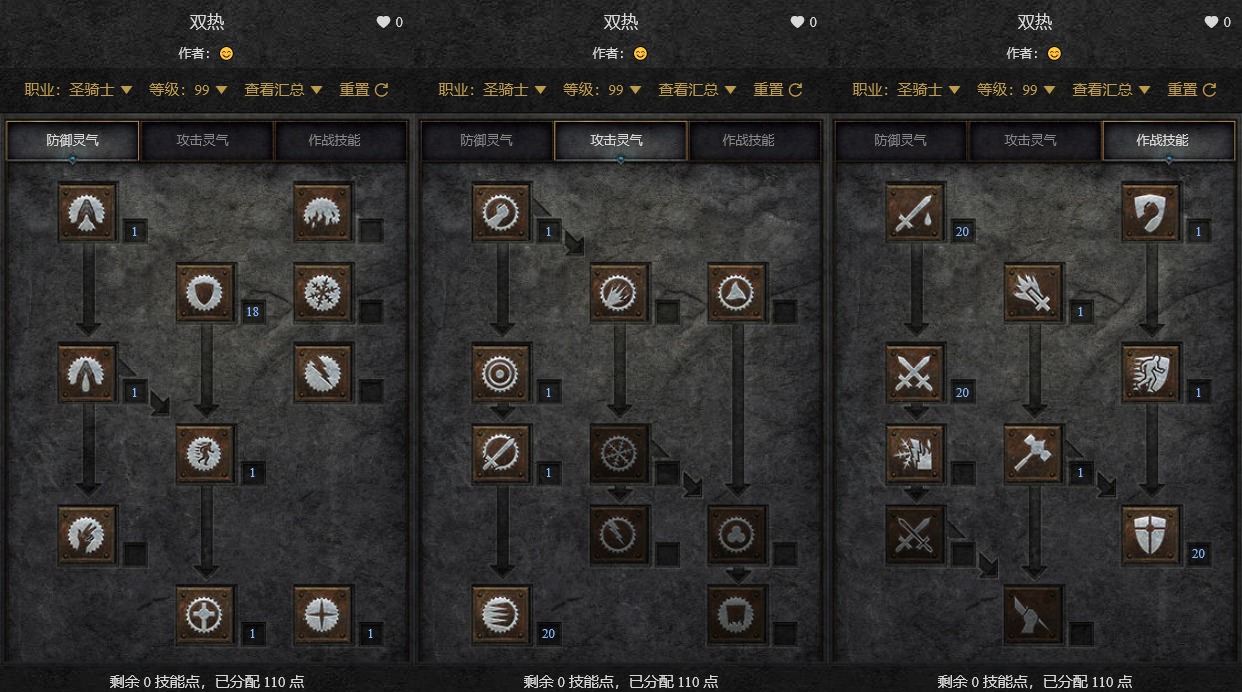 双热
0
作者：
职业：圣骑士 等级：99 查看汇总 重置
防御灵气 攻击灵气 作战技能
1
18
1
1
1 1
剩余 0 技能点，已分配 110 点
双热
0
作者：
职业：圣骑士 等级：99 查看汇总 重置
防御灵气 攻击灵气 作战技能
1
1
1
20
剩余 0 技能点，已分配 110 点
双热
0
作者：
职业：圣骑士 等级：99 查看汇总 重置
防御灵气 攻击灵气 作战技能
20 1
1
20 1
1
20
剩余 0 技能点，已分配 110 点